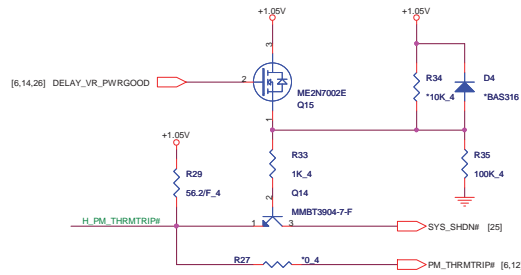 +1.05V
+1.05V
3
[6,14,26] DELAY_VR_PWRGOOD
2
R34
*10K_4
D4
*BAS316
ME2N7002E
Q15
1
+1.05V
R33
1K_4
R35
100K_4
R29
56.2/F_4
2
Q14
MMBT3904-7-F
H_PM_THRMTRIP#
1
3
SYS_SHDN# [25]
R27
*0_4
PM_THRMTRIP# [6,12